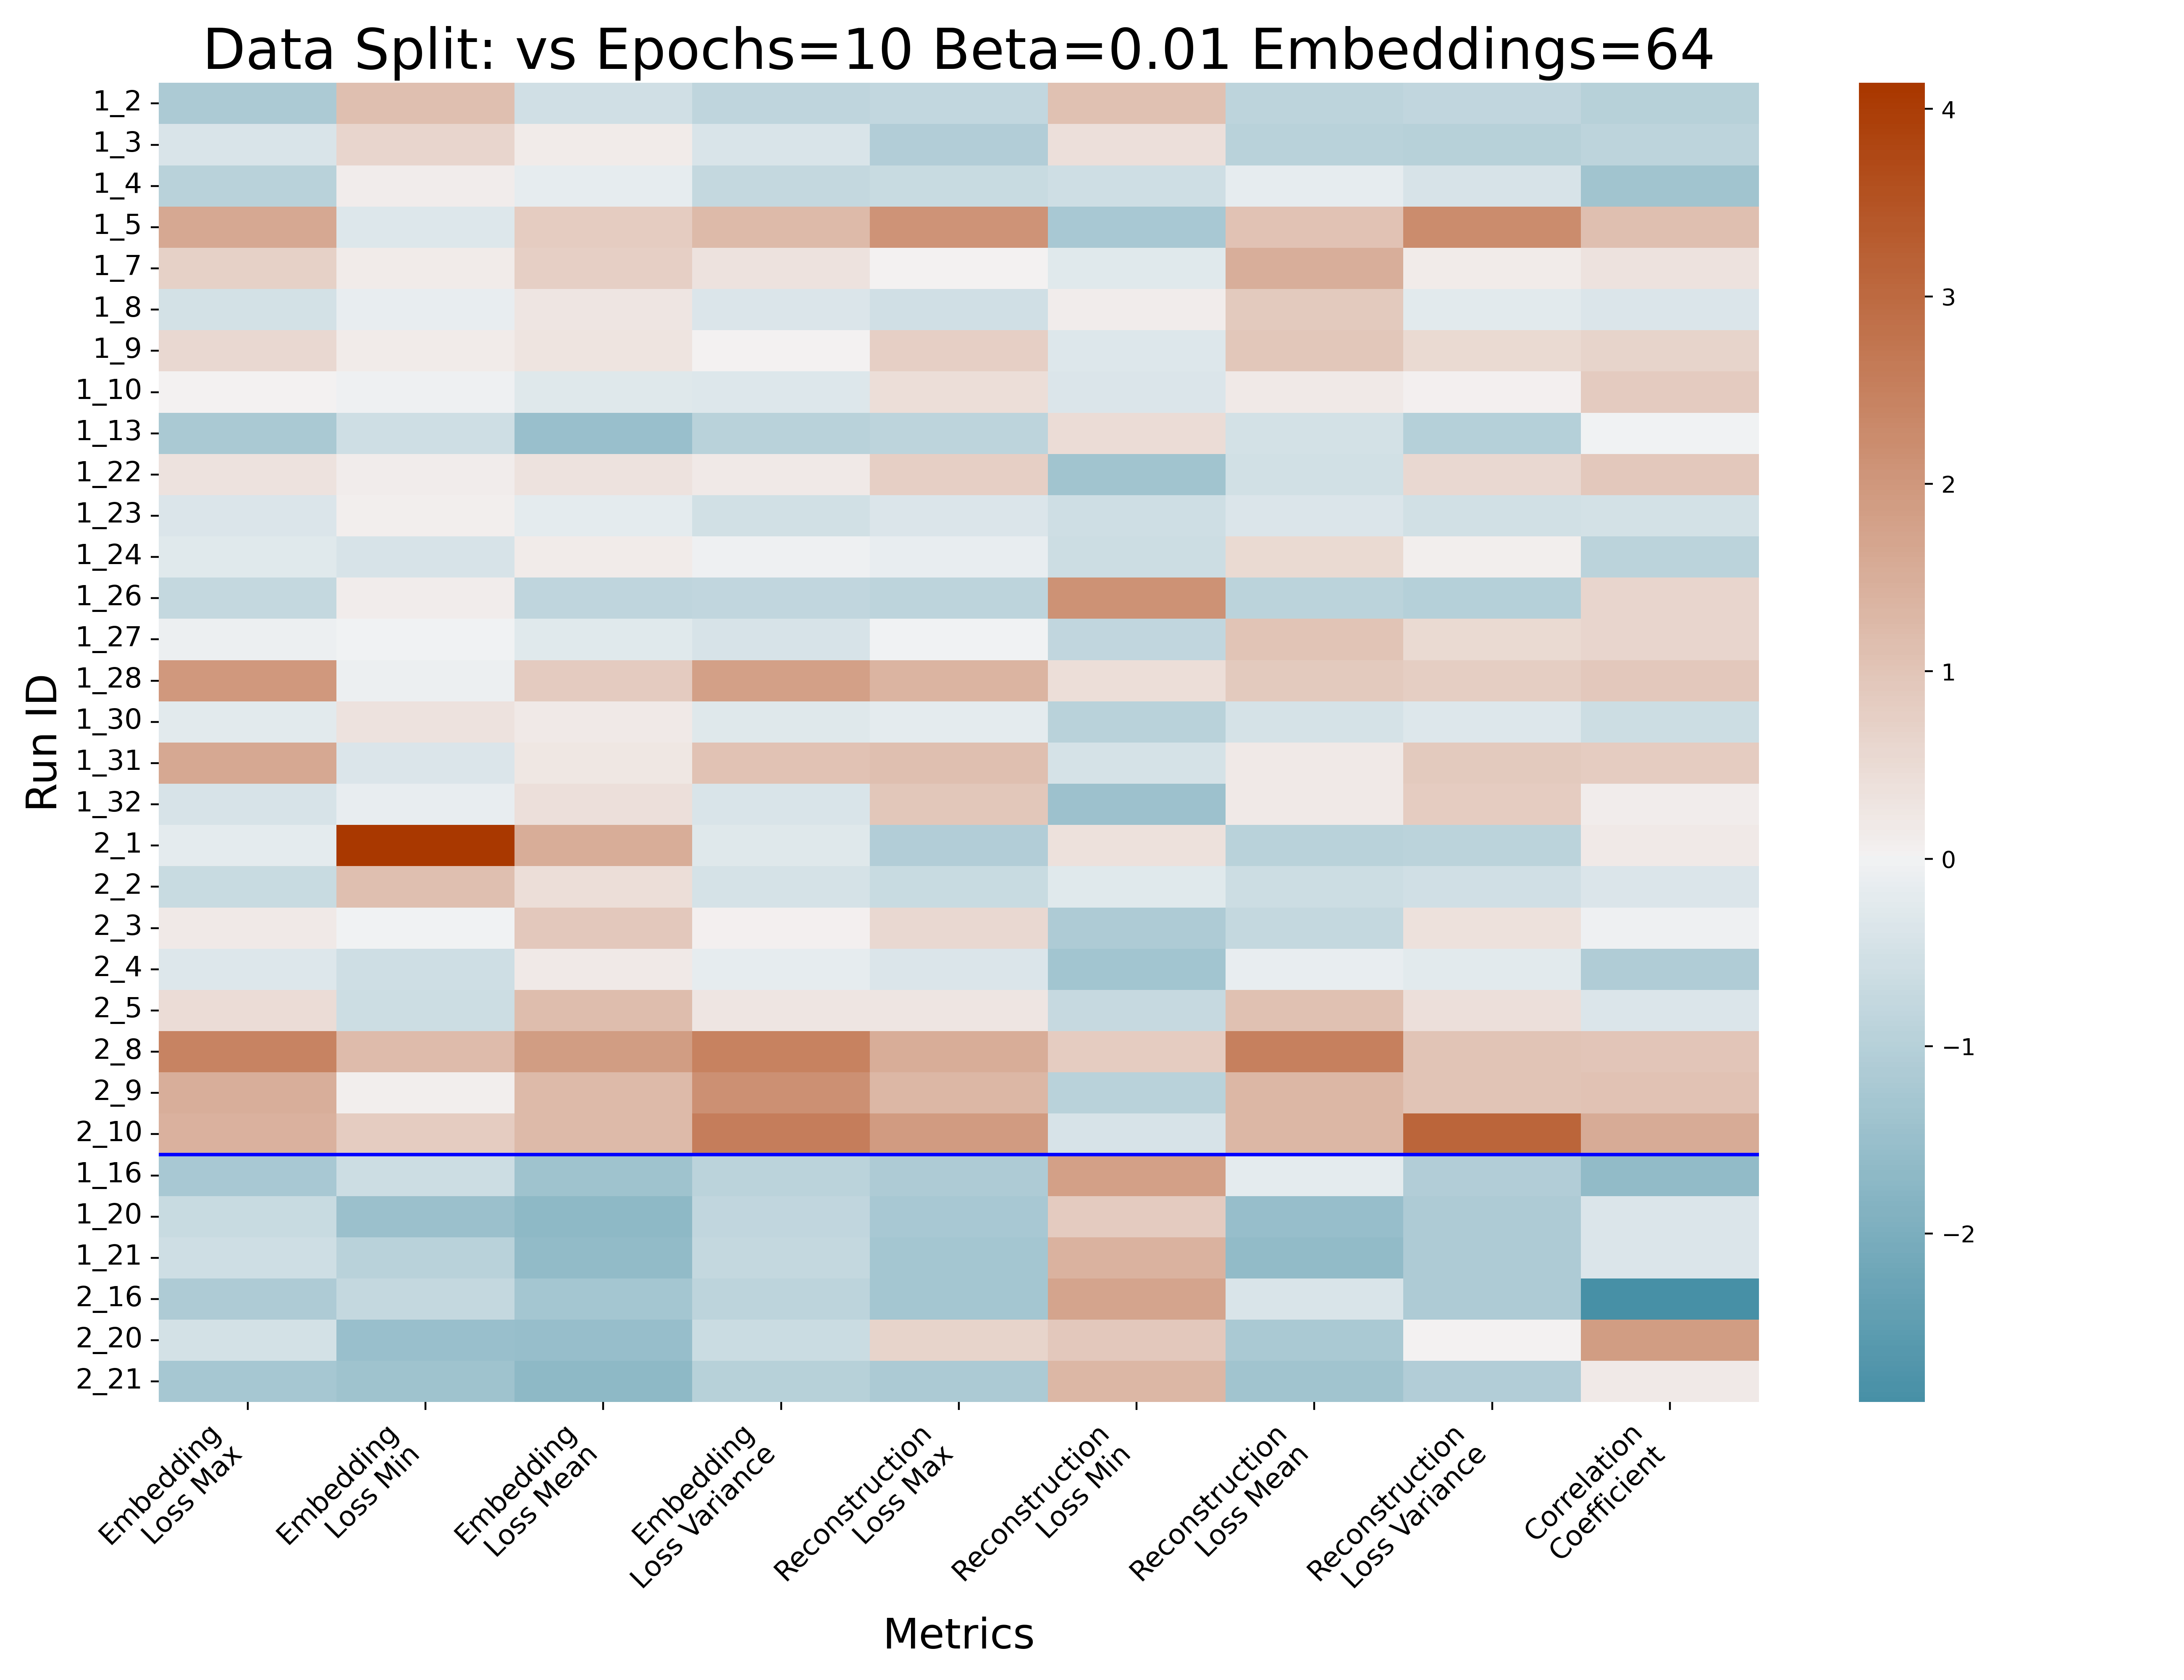 Data Split: vs Epochs=10 Beta=0.01 Embeddings=64
Run ID
1_2
1_3
1_4
1_5
1_7
1_8
1_9
1_10
1_13
1_22
1_23
1_24
1_26
1_27
1_28
1_30
1_31
1_32
2_1
2_2
2_3
2_4
2_5
2_8
2_9
2_10
1_16
1_20
1_21
2_16
2_20
2_21
Embedding
Loss Max
Embedding
Loss Min
Embedding
Loss Mean
Embedding
Loss Variance
Reconstruction
Loss Max
Reconstruction
Loss Min
Reconstruction
Loss Mean
Reconstruction
Loss Variance
Correlation
Coefficient
Metrics
4
3
2
1
0
−1
−2